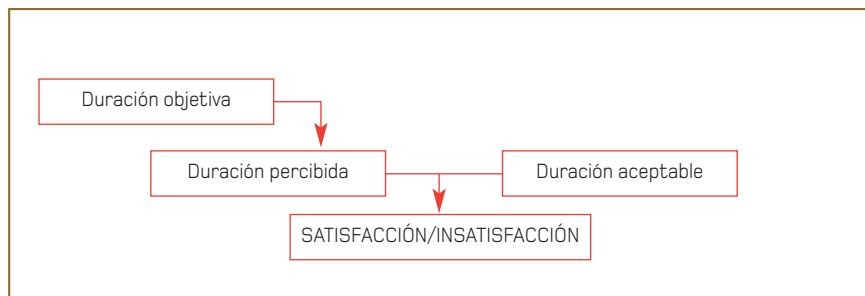 Duración objetiva
Duración percibida
Duración aceptable
SATISFACCIÓN/INSATISFACCIÓN